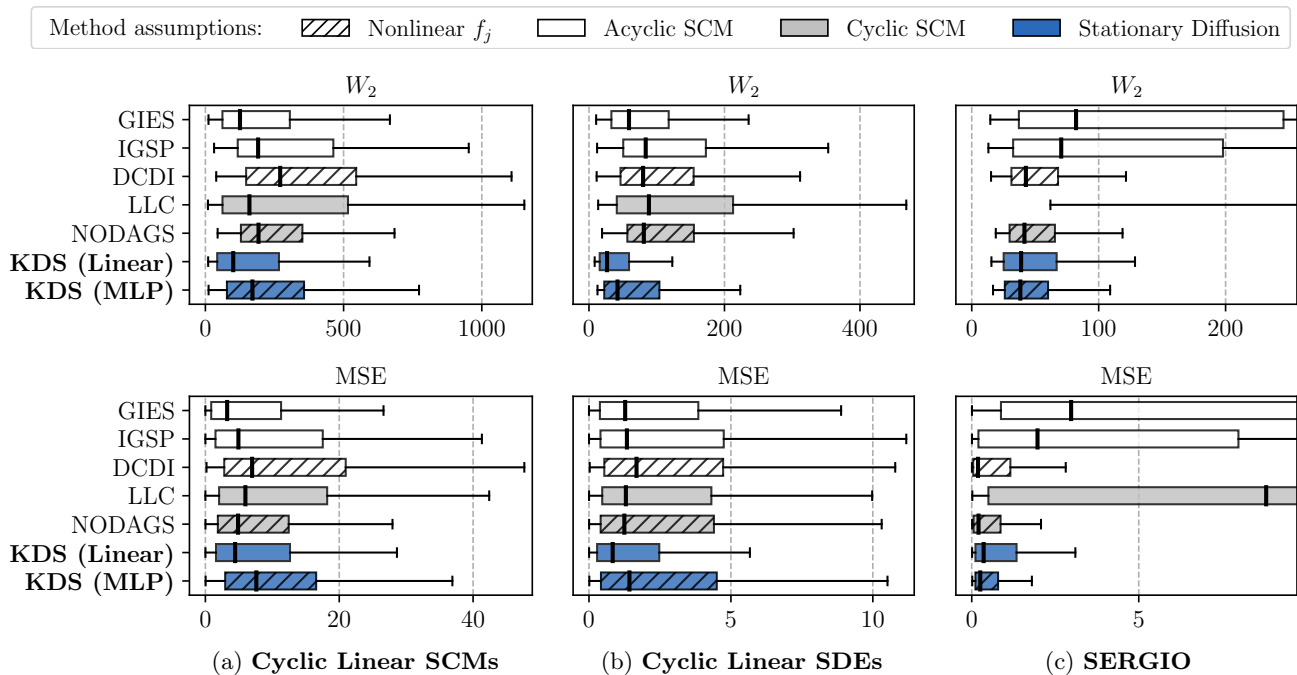 Method assumptions: Nonlinear f_j Acyclic SCM Cyclic SCM Stationary Diffusion
W_2 W_2 W_2
GIES
IGSP
DCDI
LLC
NODAGS
KDS (Linear)
KDS (MLP)
0 500 1000 0 200 400 0 100 200
MSE MSE MSE
GIES
IGSP
DCDI
LLC
NODAGS
KDS (Linear)
KDS (MLP)
0 20 40 0 5 10 0 5
(a) Cyclic Linear SCMs (b) Cyclic Linear SDEs (c) SERGIO